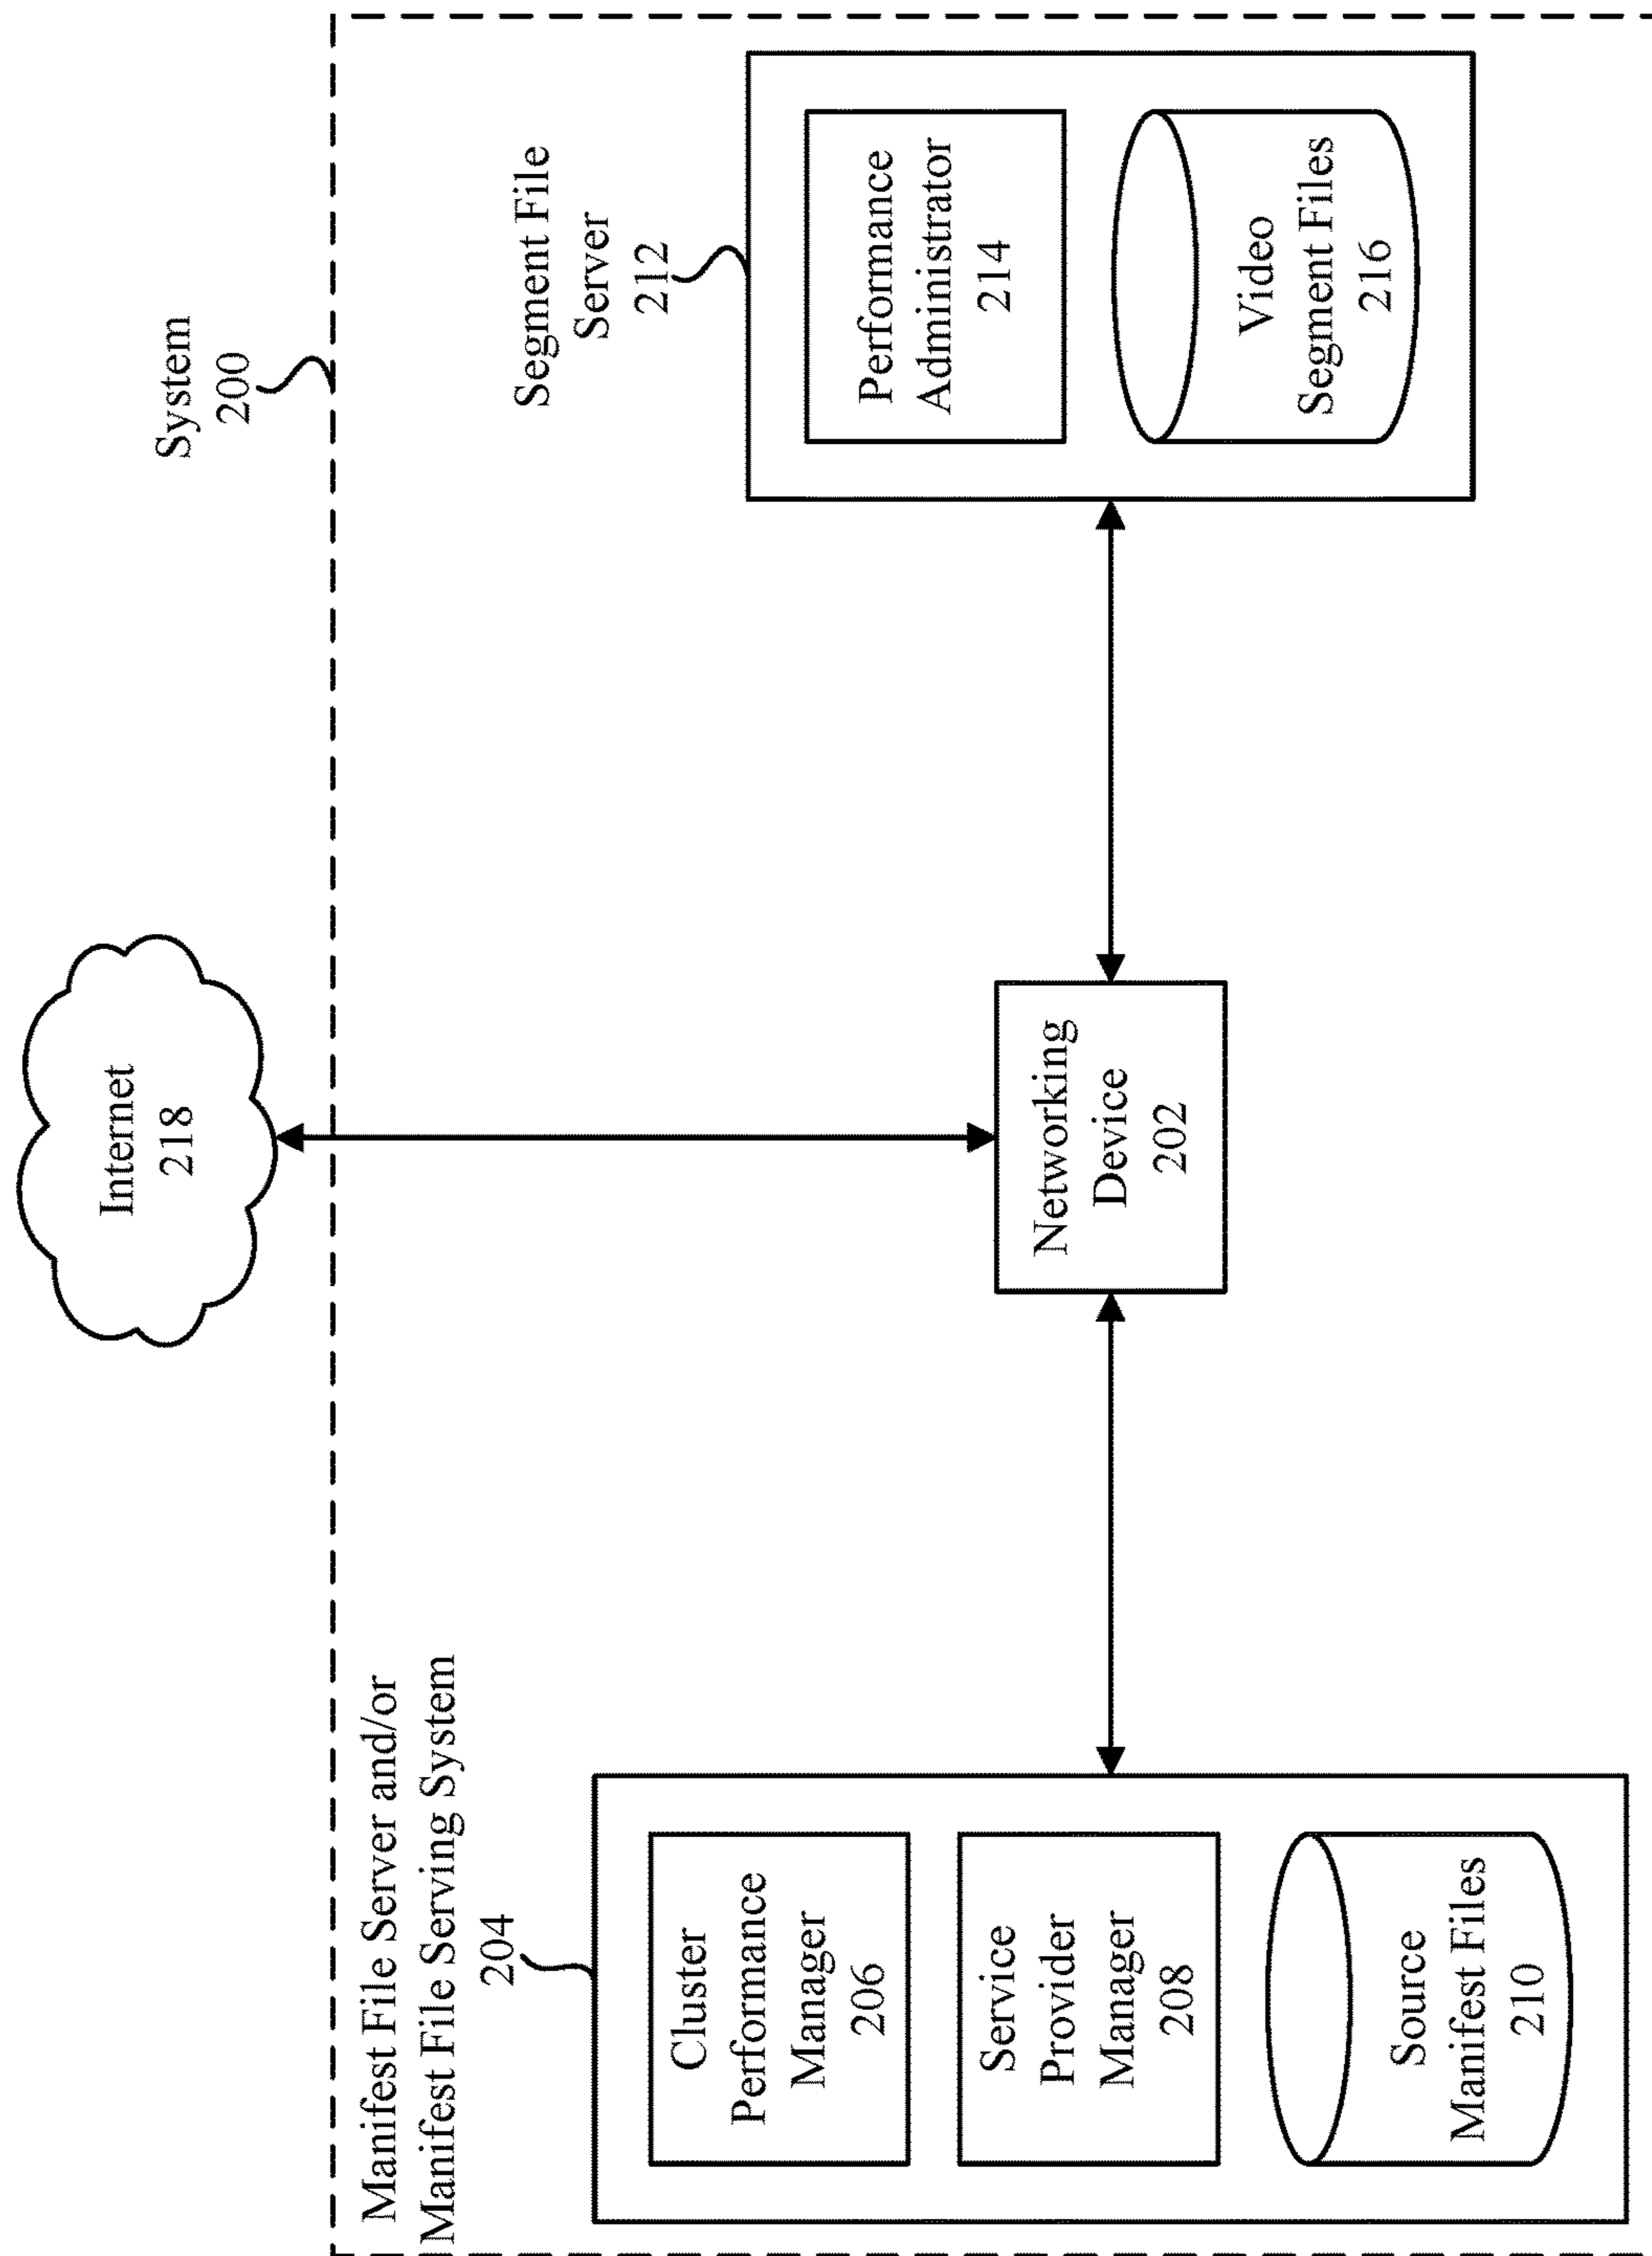 Internet
218
System
200
Manifest File Server and/or
Manifest File Serving System
204
Cluster
Performance
Manager
206
Service
Provider
Manager
208
Source
Manifest Files
210
Networking
Device
202
Segment File
Server
212
Performance
Administrator
214
Video
Segment Files
216